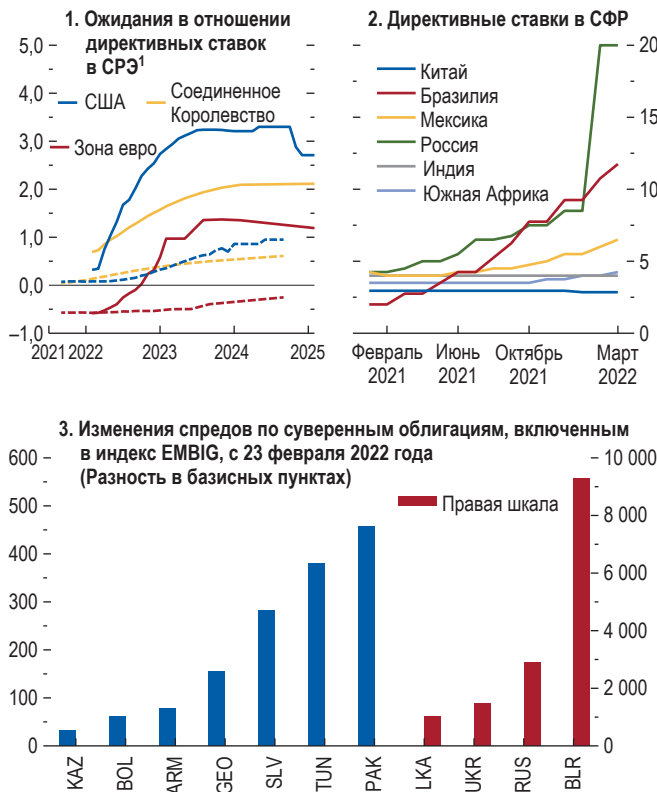 1. Ожидания в отношении
директивных ставок
в СРЭ¹
5,0
4,0
3,0
2,0
1,0
0,0
–1,0
США
Соединенное
Королевство
Зона евро
2021 2022 2023 2024 2025
2. Директивные ставки в СФР
20
15
10
5
0
Китай
Бразилия
Мексика
Россия
Индия
Южная Африка
Февраль Июнь Октябрь Март
2021 2021 2021 2022
3. Изменения спредов по суверенным облигациям, включенным
в индекс EMBIG, с 23 февраля 2022 года
(Разность в базисных пунктах)
600
500
400
300
200
100
0
Правая шкала
10 000
8 000
6 000
4 000
2 000
0
KAZ
BOL
ARM
GEO
SLV
TUN
PAK
LKA
UKR
RUS
BLR